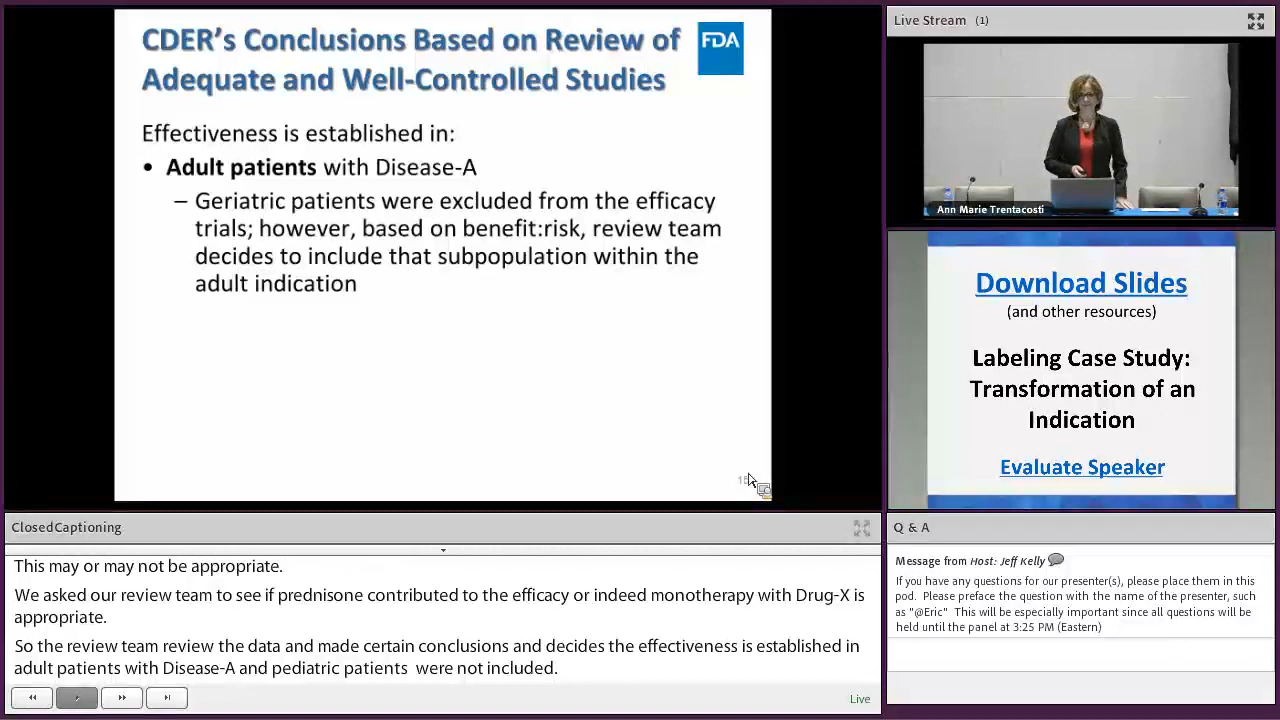 CDER's Conclusions Based on Review of
Adequate and Well-Controlled Studies
FDA
Effectiveness is established in:
• Adult patients with Disease-A
– Geriatric patients were excluded from the efficacy
trials; however, based on benefit:risk, review team
decides to include that subpopulation within the
adult indication
Live Stream (1)
Ann Marie Trentacosti
Download Slides
(and other resources)
Labeling Case Study:
Transformation of an
Indication
Evaluate Speaker
ClosedCaptioning
This may or may not be appropriate.
We asked our review team to see if prednisone contributed to the efficacy or indeed monotherapy with Drug-X is
appropriate.
So the review team review the data and made certain conclusions and decides the effectiveness is established in
adult patients with Disease-A and pediatric patients were not included.
Live
Q & A
Message from Host: Jeff Kelly
If you have any questions for our presenter(s), please place them in this
pod. Please preface the question with the name of the presenter, such
as "@Eric" This will be especially important since all questions will be
held until the panel at 3:25 PM (Eastern)